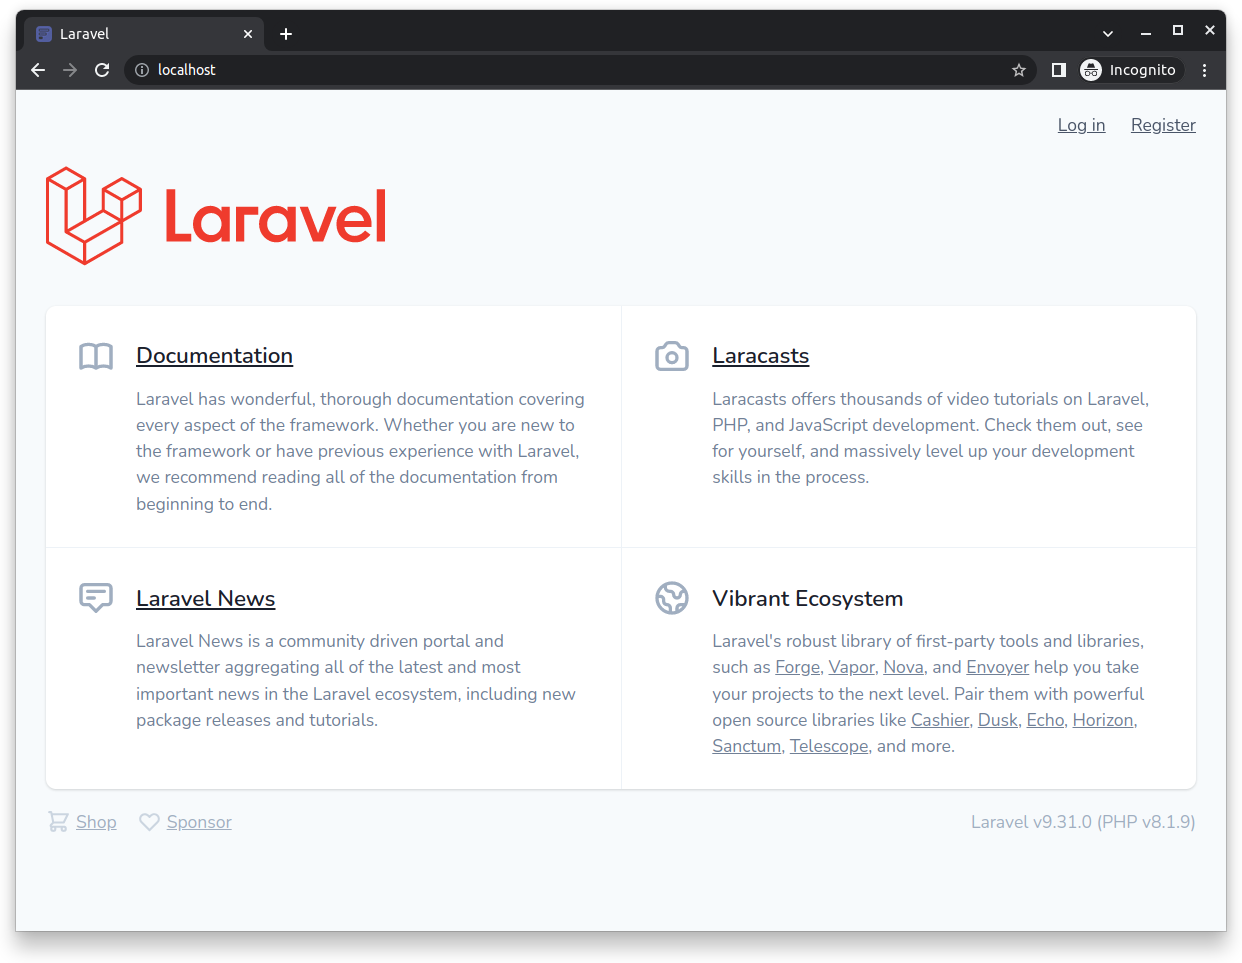 Laravel
localhost
Incognito
Log in Register
Laravel
Documentation
Laravel has wonderful, thorough documentation covering
every aspect of the framework. Whether you are new to
the framework or have previous experience with Laravel,
we recommend reading all of the documentation from
beginning to end.
Laracasts
Laracasts offers thousands of video tutorials on Laravel,
PHP, and JavaScript development. Check them out, see
for yourself, and massively level up your development
skills in the process.
Laravel News
Laravel News is a community driven portal and
newsletter aggregating all of the latest and most
important news in the Laravel ecosystem, including new
package releases and tutorials.
Vibrant Ecosystem
Laravel's robust library of first-party tools and libraries,
such as Forge, Vapor, Nova, and Envoyer help you take
your projects to the next level. Pair them with powerful
open source libraries like Cashier, Dusk, Echo, Horizon,
Sanctum, Telescope, and more.
Shop Sponsor
Laravel v9.31.0 (PHP v8.1.9)